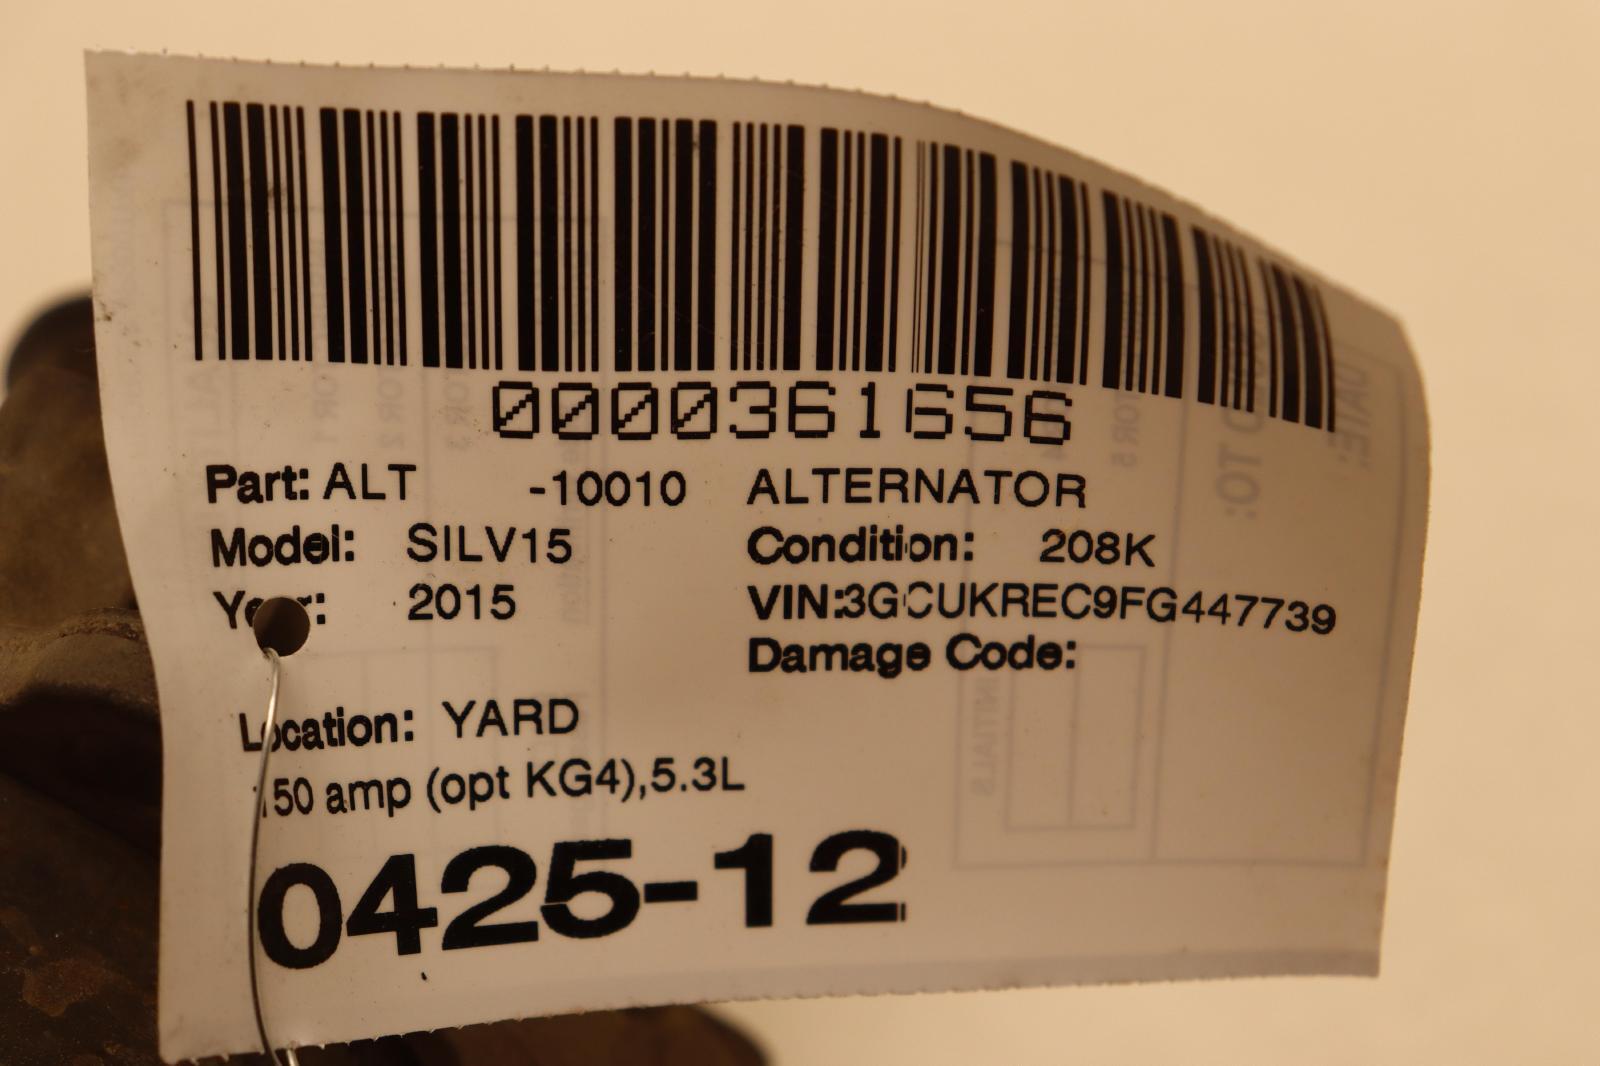 0000361656
Part: ALT -10010 ALTERNATOR
Model: SILV15 Condition: 208K
Year: 2015 VIN:3GCUKREC9FG447739
Damage Code:
Location: YARD
150 amp (opt KG4),5.3L
0425-12